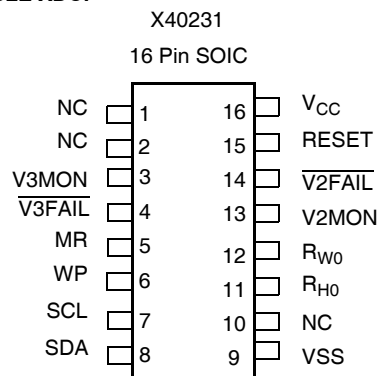 X40231
16 Pin SOIC
NC 1 16 VCC
NC 2 15 RESET
V3MON 3 14 V2FAIL
V3FAIL 4 13 V2MON
MR 5 12 RW0
WP 6 11 RH0
SCL 7 10 NC
SDA 8 9 VSS